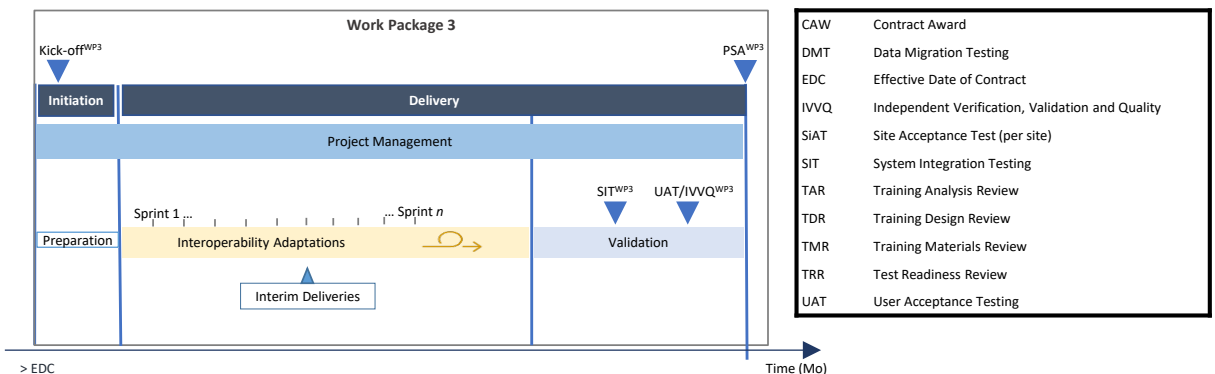 Work Package 3
Kick-offWP3
PSAWP3
Initiation
Delivery
Project Management
SITWP3
UAT/IVVQWP3
Sprint 1 …
… Sprint n
Preparation
Interoperability Adaptations
Validation
Interim Deliveries
> EDC
Time (Mo)
CAW Contract Award
DMT Data Migration Testing
EDC Effective Date of Contract
IVVQ Independent Verification, Validation and Quality
SiAT Site Acceptance Test (per site)
SIT System Integration Testing
TAR Training Analysis Review
TDR Training Design Review
TMR Training Materials Review
TRR Test Readiness Review
UAT User Acceptance Testing